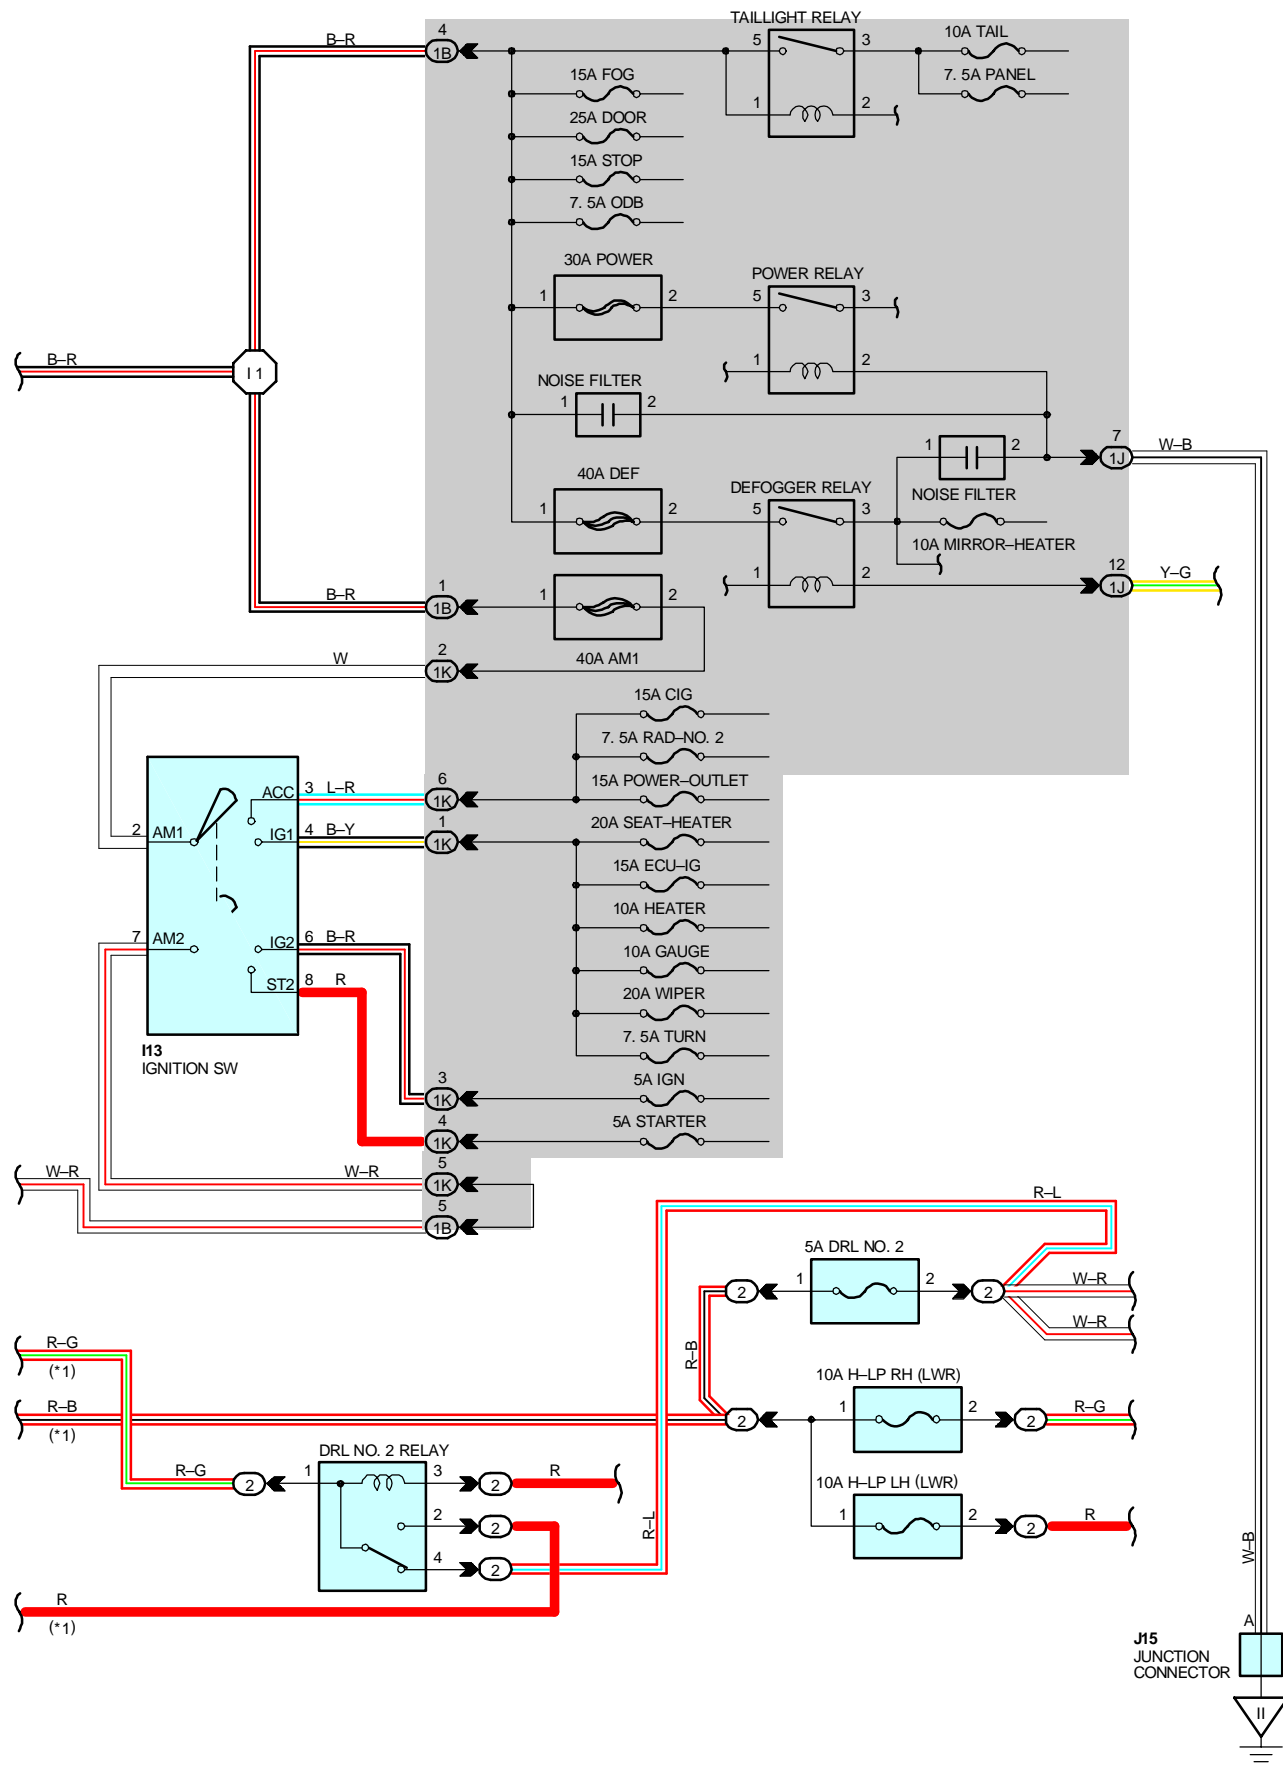 TAILLIGHT RELAY
B–R
4
1B
5
3
10A TAIL
15A FOG
7. 5A PANEL
1
2
25A DOOR
15A STOP
7. 5A ODB
30A POWER
POWER RELAY
1
2
5
3
B–R
I 1
1
2
NOISE FILTER
1
2
7
1J
W–B
1
2
40A DEF
DEFOGGER RELAY
NOISE FILTER
1
2
5
3
10A MIRROR–HEATER
12
1J
Y–G
B–R
1
1B
1
2
1
2
W
2
1K
40A AM1
15A CIG
7. 5A RAD–NO. 2
ACC
3
L–R
6
1K
15A POWER–OUTLET
2
AM1
IG1
4
B–Y
1
1K
20A SEAT–HEATER
15A ECU–IG
10A HEATER
7
AM2
IG2
6
B–R
10A GAUGE
ST2
8
R
20A WIPER
7. 5A TURN
I13
IGNITION SW
3
1K
5A IGN
4
1K
5A STARTER
W–R
W–R
5
1K
5
1B
R–L
5A DRL NO. 2
2
1
2
2
W–R
W–R
R–G
(*1)
R–B
10A H–LP RH (LWR)
R–B
(*1)
2
1
2
2
R–G
DRL NO. 2 RELAY
R–G
2
1
3
2
R
10A H–LP LH (LWR)
2
2
R–L
1
2
2
R
4
2
W–B
R
(*1)
A
J15
JUNCTION
CONNECTOR
II